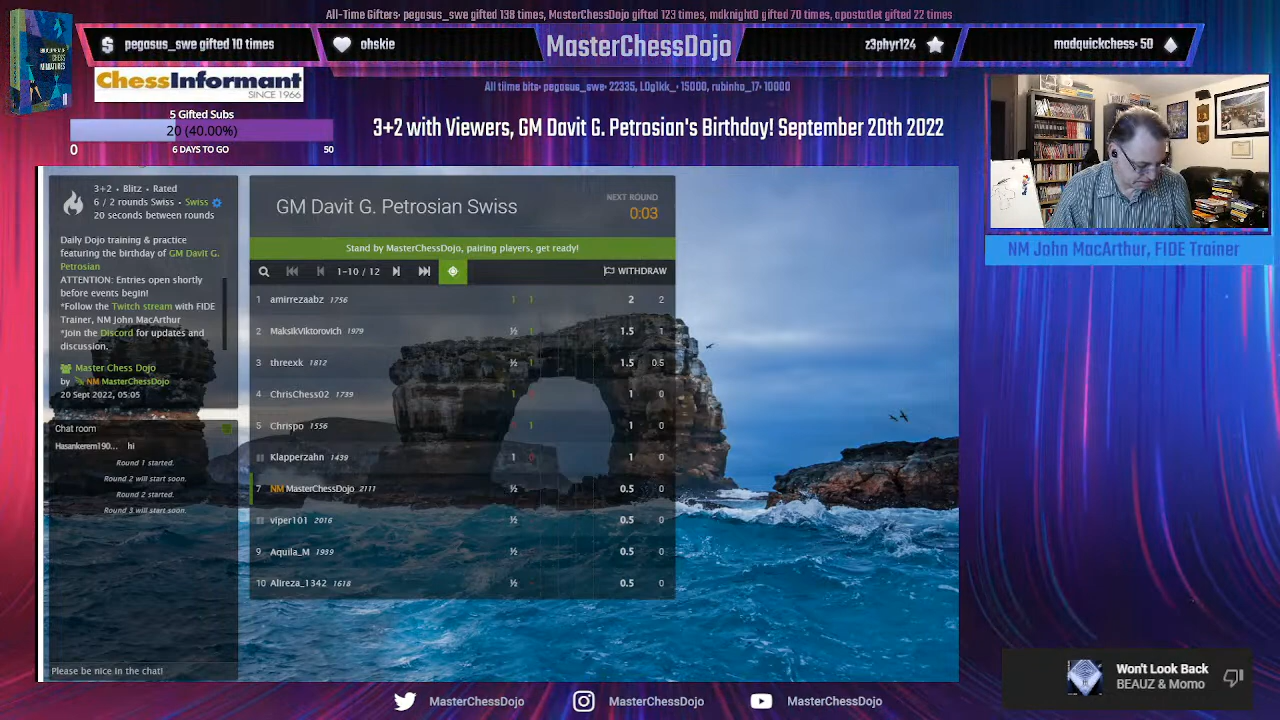 All-Time Gifters• pegasus_swe gifted 138 times, MasterChessDojo gifted 123 times, mdknight0 gifted 70 times, apostatlet gifted 22 times
pegasus_swe gifted 10 times
ohskie
MasterChessDojo
z3phyr124
madquickchess• 50
ChessInformant
SINCE 1966
All tiime bits• pegasus_swe• 22335, L0g1kk_• 15000, rubinho_17• 10000
5 Gifted Subs
20 (40.00%)
0
6 DAYS TO GO
50
3+2 with Viewers, GM Davit G. Petrosian's Birthday! September 20th 2022
NM John MacArthur, FIDE Trainer
3+2 • Blitz • Rated
6 / 2 rounds Swiss • Swiss
20 seconds between rounds
Daily Dojo training & practice
featuring the birthday of GM Davit G.
Petrosian
ATTENTION: Entries open shortly
before events begin!
*Follow the Twitch stream with FIDE
Trainer, NM John MacArthur
*Join the Discord for updates and
discussion.
Master Chess Dojo
by NM MasterChessDojo
20 Sept 2022, 05:05
Chat room
Hasankerem190... hi
Round 1 started.
Round 2 will start soon.
Round 2 started.
Round 3 will start soon.
Please be nice in the chat!
GM Davit G. Petrosian Swiss
NEXT ROUND
0:03
Stand by MasterChessDojo, pairing players, get ready!
1–10 / 12
WITHDRAW
1 amirrezaabz 1756 1 1 2 2
2 MaksikViktorovich 1979 ½ 1 1.5 1
3 threexk 1812 ½ 1 1.5 0.5
4 ChrisChess02 1739 1 0 1 0
5 Chrispo 1556 0 1 1 0
Klapperzahn 1439 1 0 1 0
7 NM MasterChessDojo 2111 ½ 0.5 0
viper101 2016 ½ 0.5 0
9 Aquila_M 1939 ½ 0.5 0
10 Alireza_1342 1618 ½ 0.5 0
MasterChessDojo
MasterChessDojo
MasterChessDojo
Won't Look Back
BEAUZ & Momo